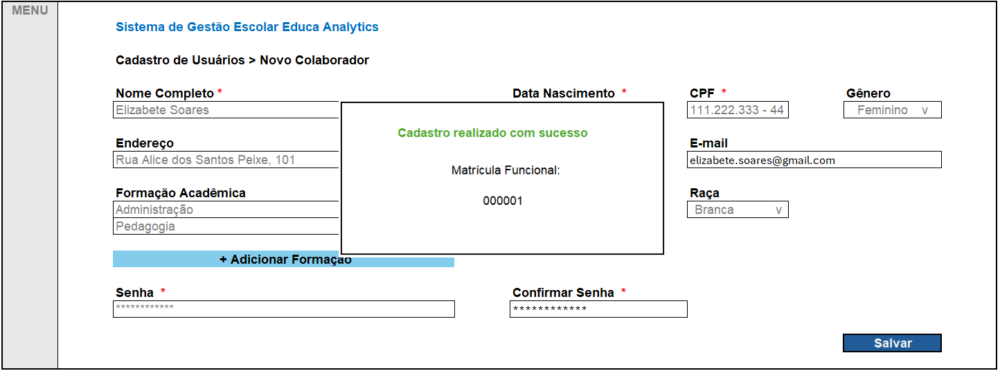 MENU
Sistema de Gestão Escolar Educa Analytics
Cadastro de Usuários > Novo Colaborador
Nome Completo * Data Nascimento * CPF * Gênero
Elizabete Soares 111.222.333 - 44 Feminino v
Cadastro realizado com sucesso
Endereço E-mail
Rua Alice dos Santos Peixe, 101 elizabete.soares@gmail.com
Matrícula Funcional:
Formação Acadêmica Raça
000001
Administração Branca v
Pedagogia
+ Adicionar Formação
Senha * Confirmar Senha *
************ ************
Salvar